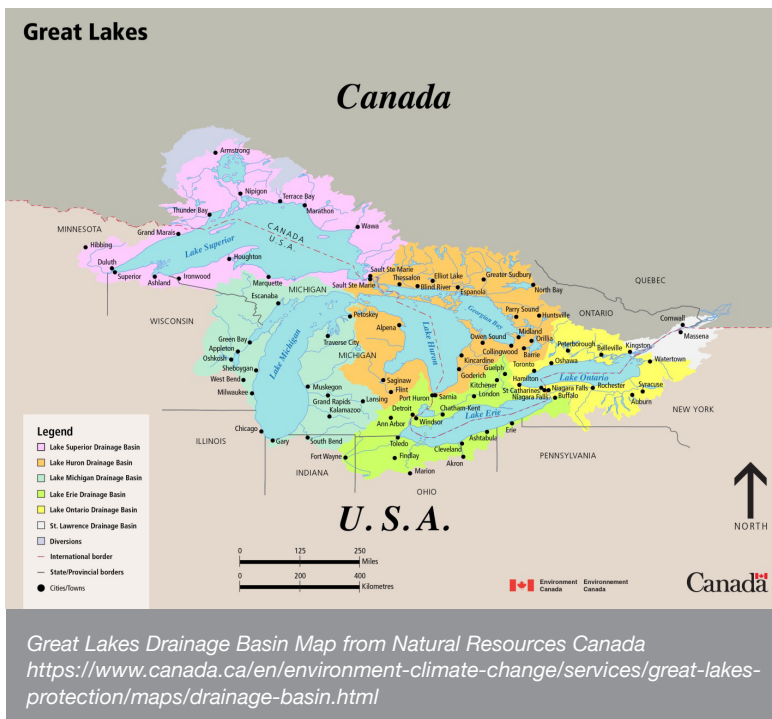 Great Lakes
Canada
Armstrong
Nipigon
Terrace Bay
Marathon
Thunder Bay
Wawa
Grand Marais
MINNESOTA
CANADA
U.S.A.
Hibbing
Lake Superior
Duluth
Superior
Ashland
Ironwood
Houghton
Marquette
MICHIGAN
Sault Ste Marie
Sault Ste Marie
Thessalon
Elliot Lake
Blind River
Espanola
Greater Sudbury
North Bay
QUEBEC
ONTARIO
Escanaba
WISCONSIN
Petoskey
Alpena
Georgian Bay
Parry Sound
Huntsville
Cornwall
Massena
Green Bay
Appleton
Oshkosh
Sheboygan
West Bend
Milwaukee
Lake Michigan
Traverse City
MICHIGAN
Lake Huron
Owen Sound
Midland
Orillia
Collingwood
Barrie
Peterborough
Belleville
Kingston
Watertown
Kincardine
Goderich
Guelph
Kitchener
Toronto
Oshawa
Hamilton
Lake Ontario
St Catharines
Niagara Falls
Niagara Falls
Rochester
Syracuse
Auburn
Buffalo
NEW YORK
Muskegon
Grand Rapids
Kalamazoo
Lansing
Saginaw
Flint
Port Huron
Sarnia
London
Detroit
Chatham-Kent
Ann Arbor
Windsor
Lake Erie
Erie
Ashtabula
Cleveland
Akron
PENNSYLVANIA
Chicago
ILLINOIS
Gary
South Bend
Toledo
Fort Wayne
Findlay
Marion
INDIANA
OHIO
U. S. A.
NORTH
Legend
Lake Superior Drainage Basin
Lake Huron Drainage Basin
Lake Michigan Drainage Basin
Lake Erie Drainage Basin
Lake Ontario Drainage Basin
St. Lawrence Drainage Basin
Diversions
International border
State/Provincial borders
Cities/Towns
0 125 250
Miles
0 200 400
Kilometres
Environment Environnement
Canada Canada
Canada
Great Lakes Drainage Basin Map from Natural Resources Canada
https://www.canada.ca/en/environment-climate-change/services/great-lakes-
protection/maps/drainage-basin.html